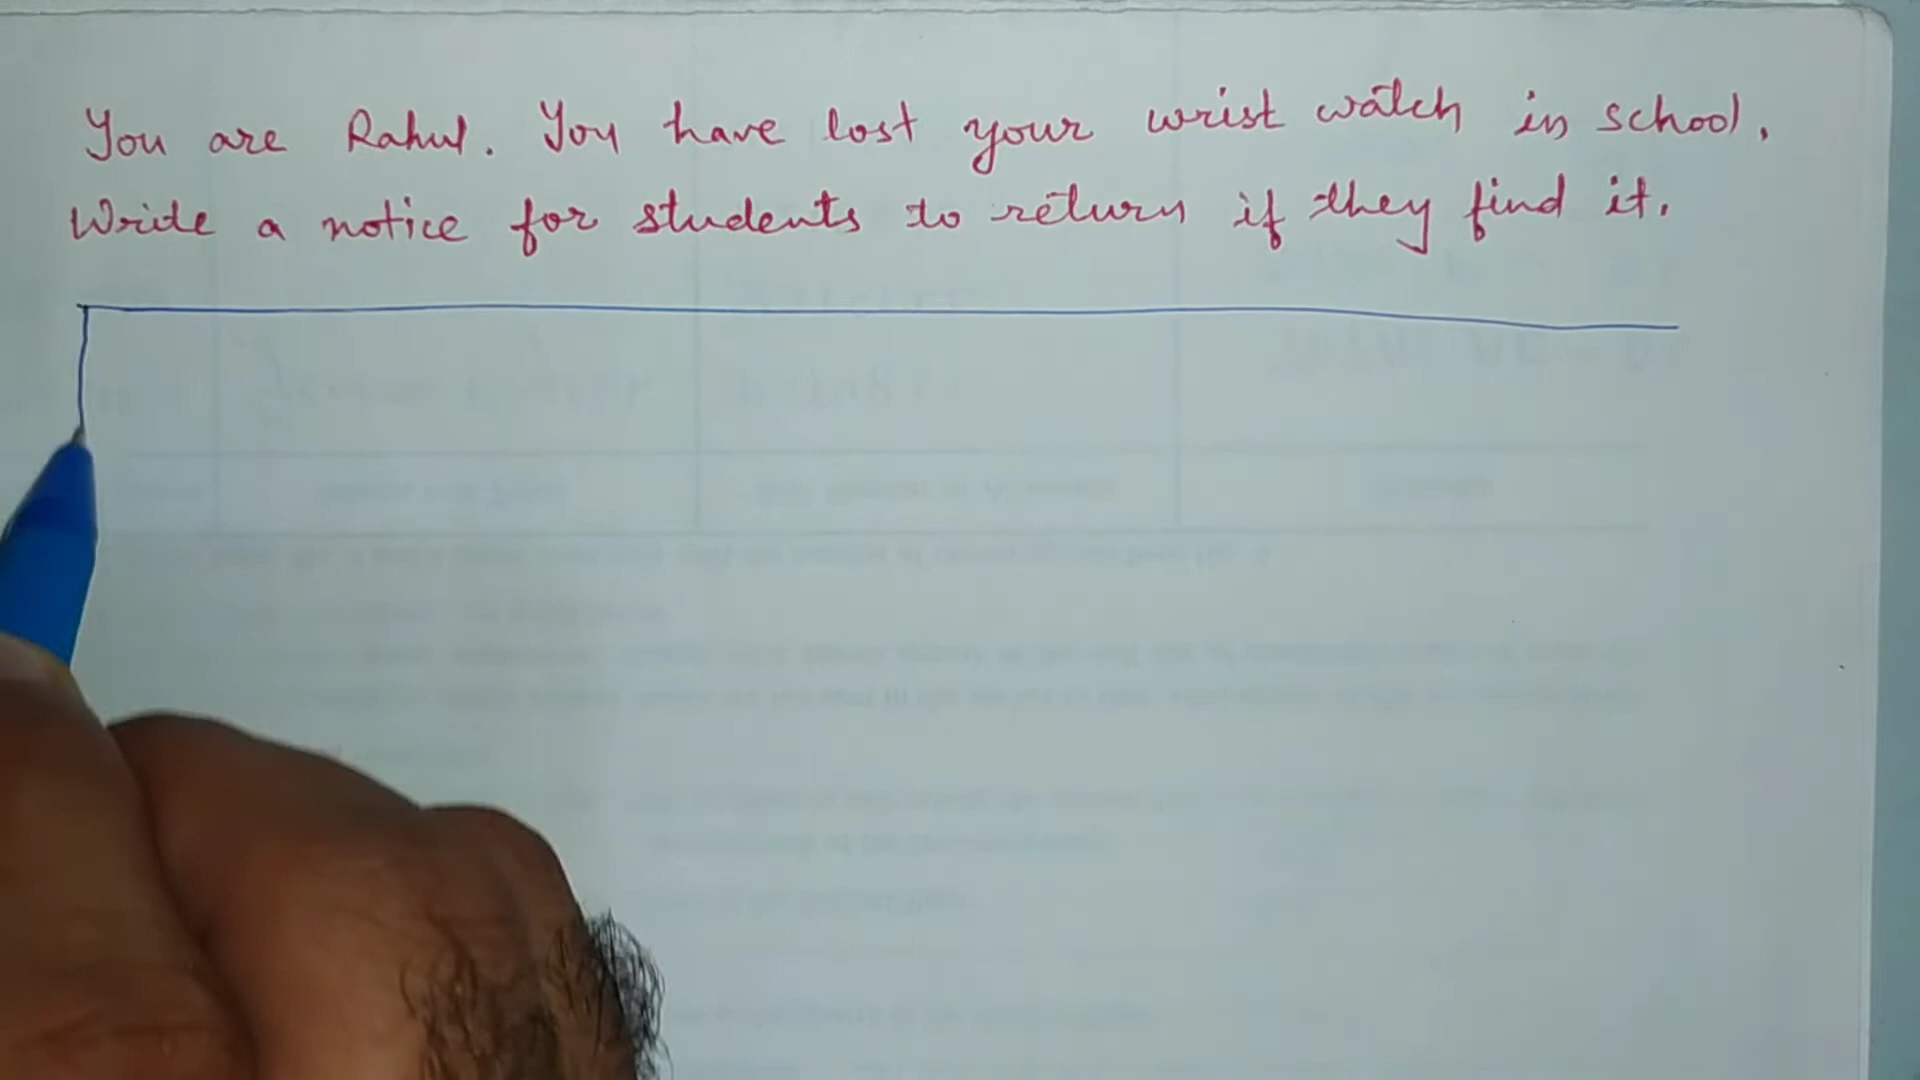 You are Rahul. You have lost your wrist watch in school.
Write a notice for students to return if they find it.